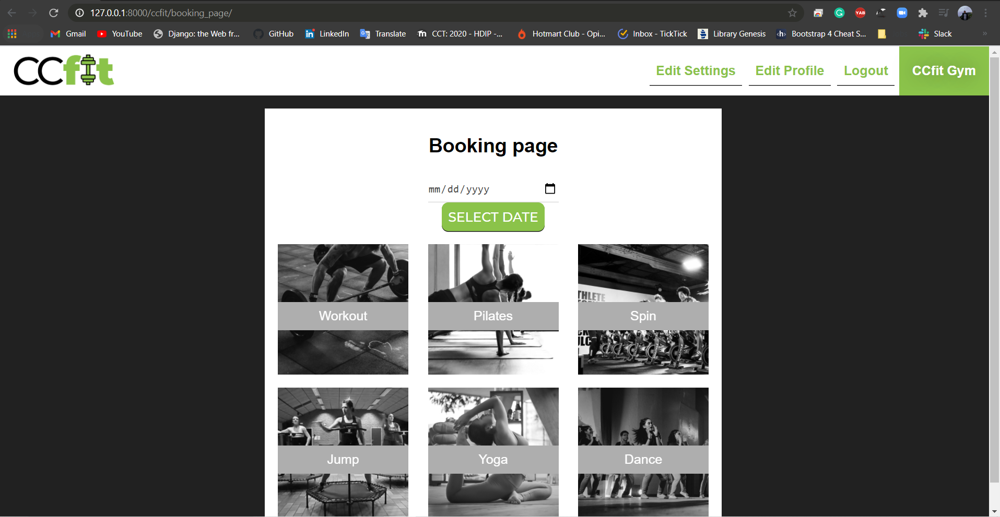 127.0.0.1:8000/ccfit/booking_page/
YAB
Gmail YouTube Django: the Web fr... GitHub LinkedIn Translate CCT: 2020 - HDIP -... Hotmart Club - Opi... Inbox - TickTick Library Genesis Bootstrap 4 Cheat S... Slack »
CCfit
Edit Settings Edit Profile Logout CCfit Gym
Booking page
mm/dd/yyyy
SELECT DATE
THLETE
Workout Pilates Spin
Jump Yoga Dance